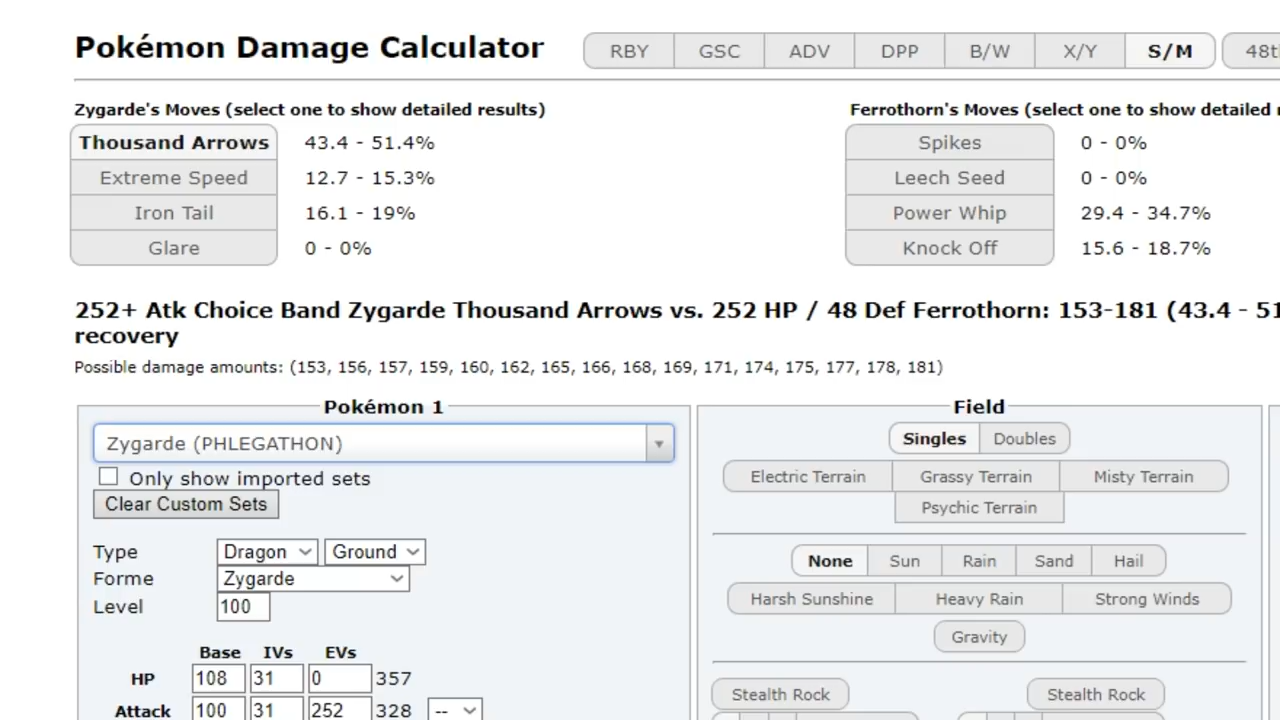 Pokémon Damage Calculator
RBY GSC ADV DPP B/W X/Y S/M
Zygarde's Moves (select one to show detailed results)
Thousand Arrows 43.4 - 51.4%
Extreme Speed 12.7 - 15.3%
Iron Tail 16.1 - 19%
Glare 0 - 0%
Ferrothorn's Moves (select one to show detailed
Spikes 0 - 0%
Leech Seed 0 - 0%
Power Whip 29.4 - 34.7%
Knock Off 15.6 - 18.7%
252+ Atk Choice Band Zygarde Thousand Arrows vs. 252 HP / 48 Def Ferrothorn: 153-181 (43.4 - 51
recovery
Possible damage amounts: (153, 156, 157, 159, 160, 162, 165, 166, 168, 169, 171, 174, 175, 177, 178, 181)
Pokémon 1
Zygarde (PHLEGATHON)
Only show imported sets
Clear Custom Sets
Type Dragon Ground
Forme Zygarde
Level 100
Base IVs EVs
HP 108 31 0 357
Attack 100 31 252 328 --
Field
Singles Doubles
Electric Terrain Grassy Terrain Misty Terrain
Psychic Terrain
None Sun Rain Sand Hail
Harsh Sunshine Heavy Rain Strong Winds
Gravity
Stealth Rock Stealth Rock